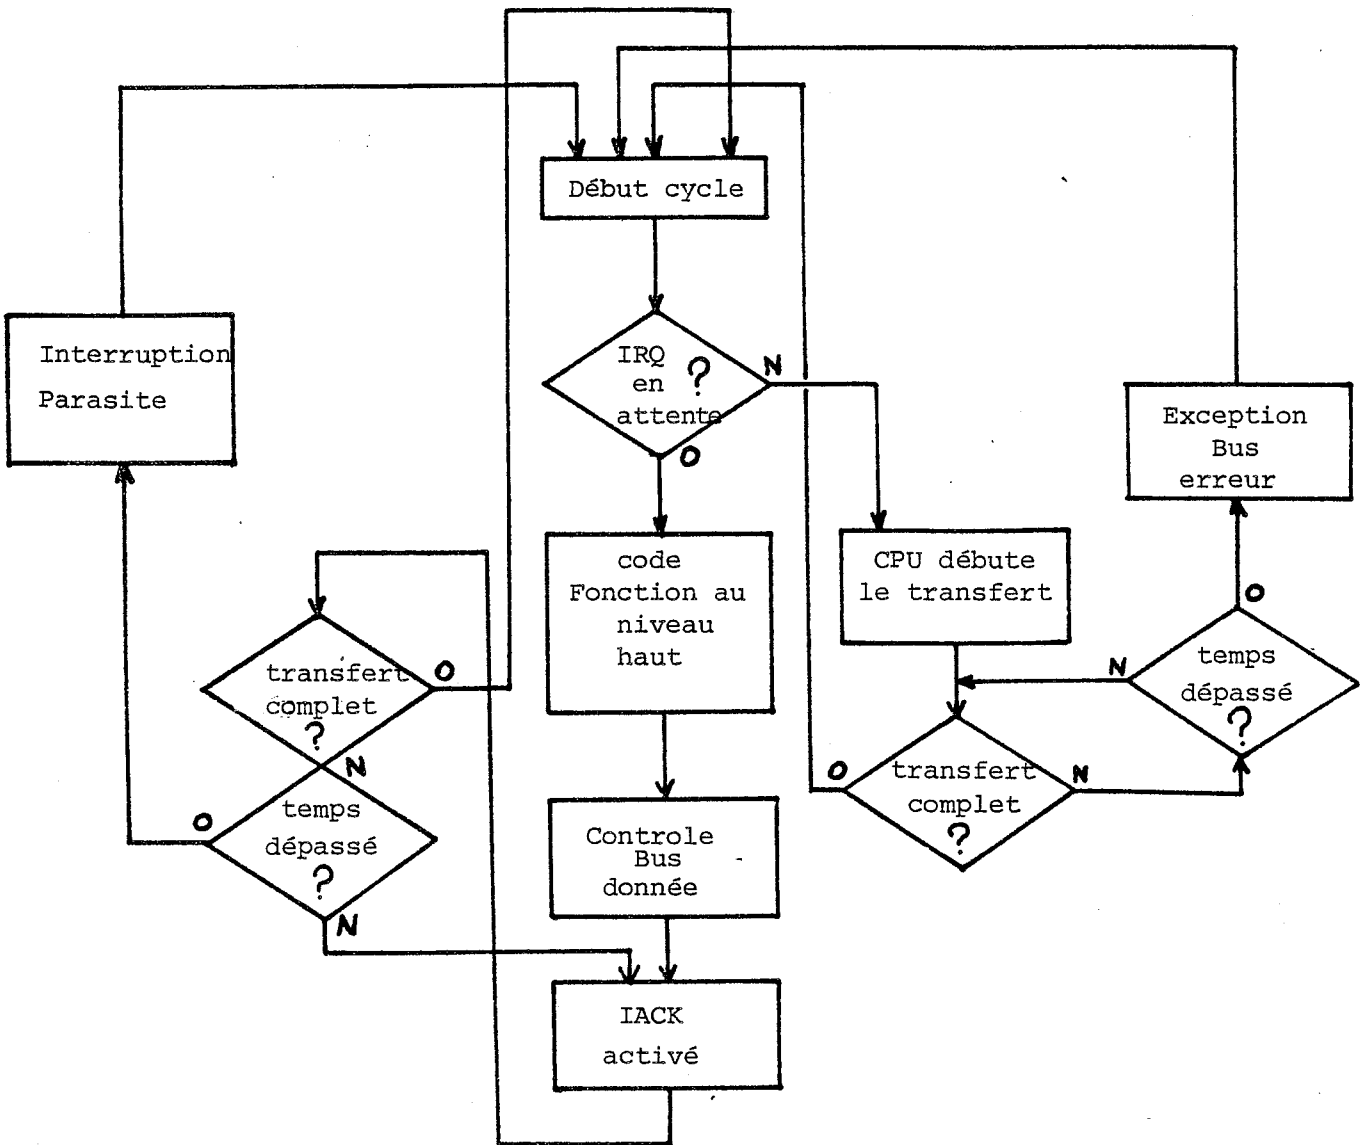 Début cycle
Interruption
Parasite
IRQ
en ?
attente
N
O
Exception
Bus
erreur
code
Fonction au
niveau
haut
CPU débute
le transfert
O
temps
dépassé
?
N
transfert
complet
?
O
N
temps
dépassé
?
O
N
transfert
complet
?
O
N
Controle
Bus
donnée
IACK
activé